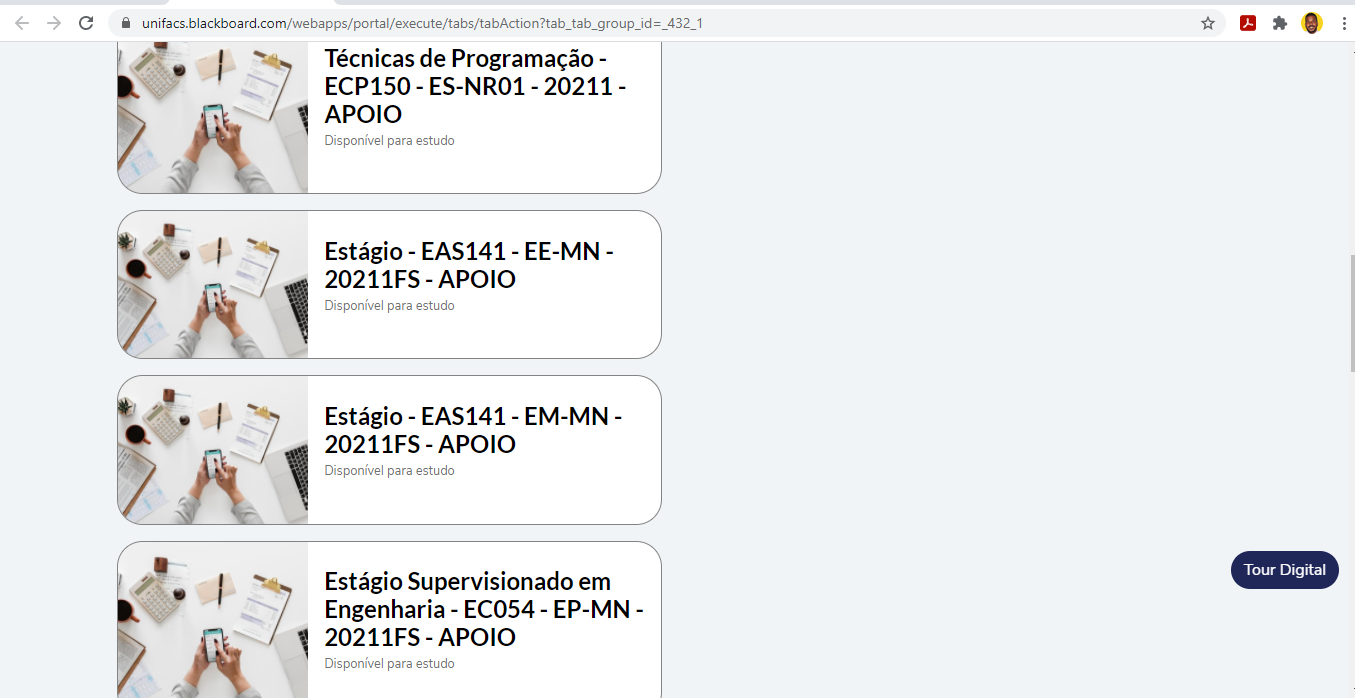 unifacs.blackboard.com/webapps/portal/execute/tabs/tabAction?tab_tab_group_id=_432_1
Técnicas de Programação -
ECP150 - ES-NR01 - 20211 -
APOIO
Disponível para estudo
Estágio - EAS141 - EE-MN -
20211FS - APOIO
Disponível para estudo
Estágio - EAS141 - EM-MN -
20211FS - APOIO
Disponível para estudo
Tour Digital
Estágio Supervisionado em
Engenharia - EC054 - EP-MN -
20211FS - APOIO
Disponível para estudo